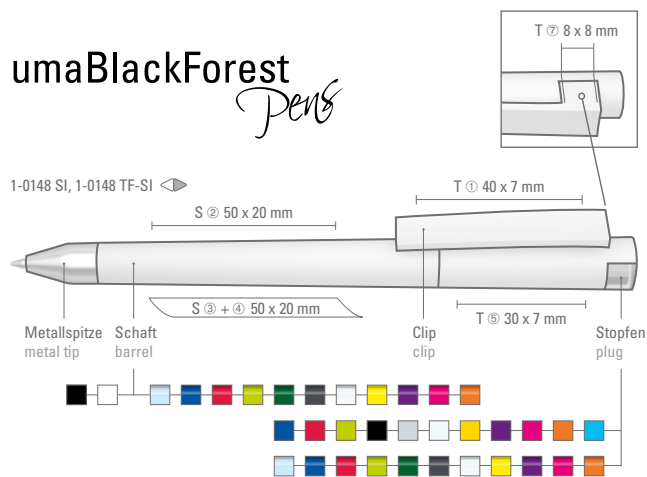 T ⑦ 8 x 8 mm
umaBlackForest
Pens
1-0148 SI, 1-0148 TF-SI
T ① 40 x 7 mm
S ② 50 x 20 mm
S ③ + ④ 50 x 20 mm
T ⑤ 30 x 7 mm
Metallspitze Schaft Clip Stopfen
metal tip barrel clip plug